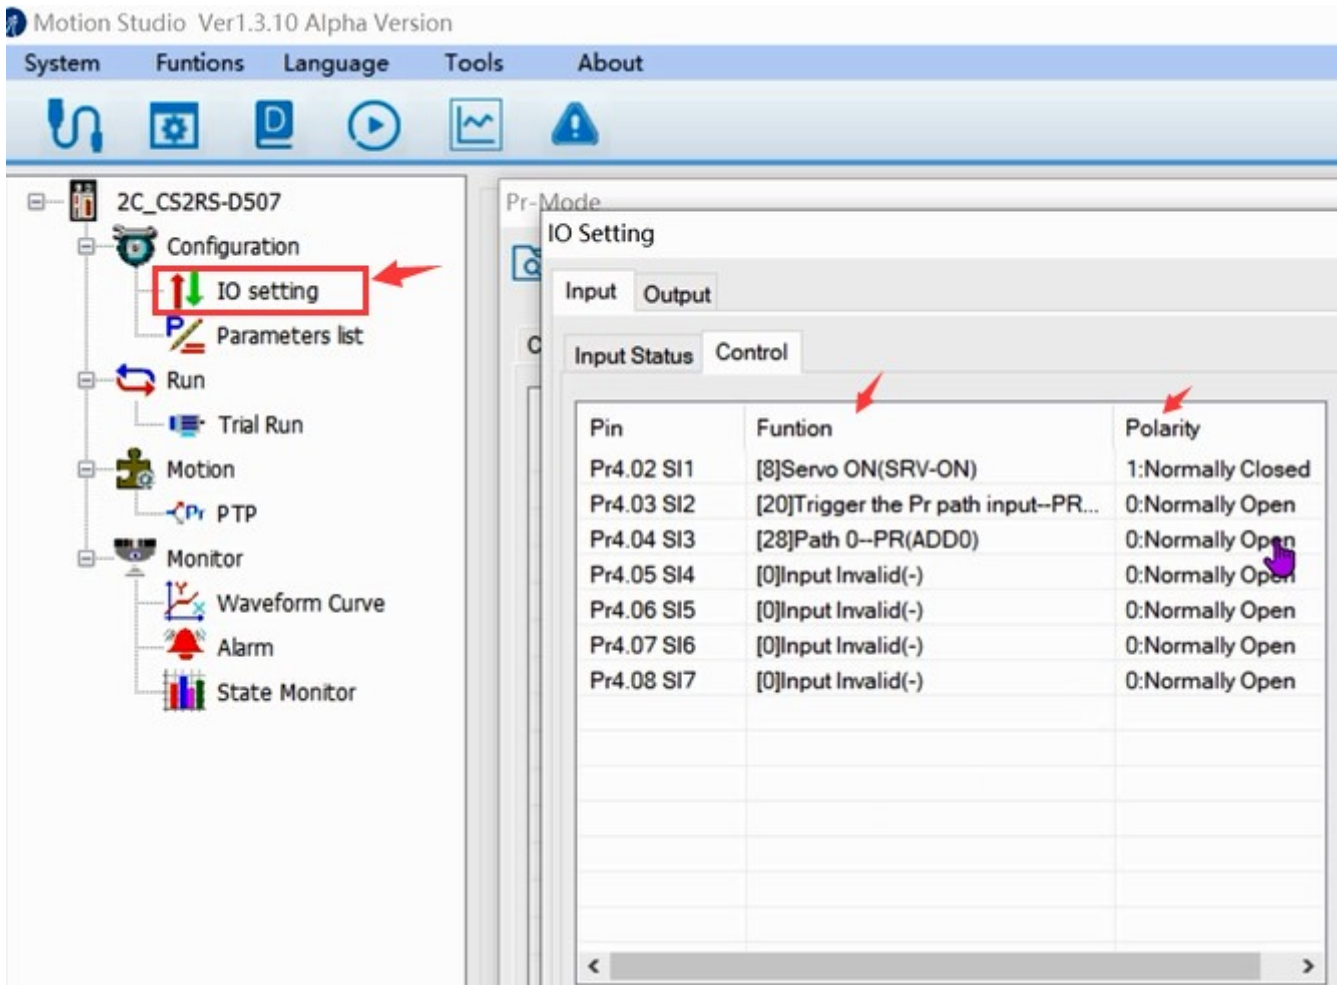 Motion Studio Ver1.3.10 Alpha Version
System Funtions Language Tools About
2C_CS2RS-D507
Configuration
IO setting
Parameters list
Run
Trial Run
Motion
PTP
Monitor
Waveform Curve
Alarm
State Monitor
Pr-Mode
IO Setting
Input Output
Input Status Control
Pin Funtion Polarity
Pr4.02 SI1 [8]Servo ON(SRV-ON) 1:Normally Closed
Pr4.03 SI2 [20]Trigger the Pr path input--PR... 0:Normally Open
Pr4.04 SI3 [28]Path 0--PR(ADD0) 0:Normally Open
Pr4.05 SI4 [0]Input Invalid(-) 0:Normally Open
Pr4.06 SI5 [0]Input Invalid(-) 0:Normally Open
Pr4.07 SI6 [0]Input Invalid(-) 0:Normally Open
Pr4.08 SI7 [0]Input Invalid(-) 0:Normally Open